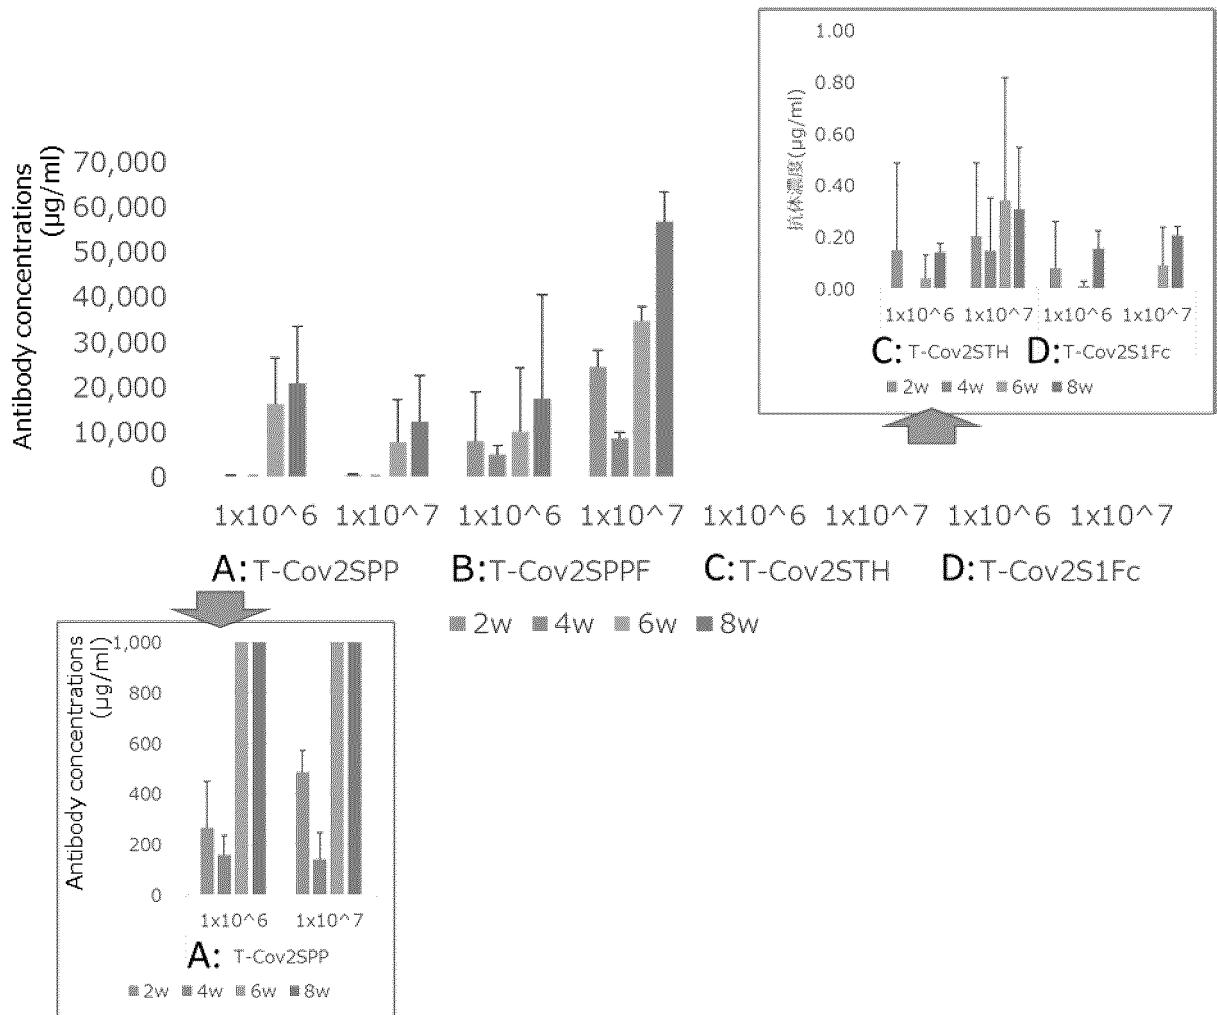 Antibody concentrations
(µg/ml)
70,000
60,000
50,000
40,000
30,000
20,000
10,000
0
1x10^6 1x10^7 1x10^6 1x10^7 1x10^6 1x10^7 1x10^6 1x10^7
A: T-Cov2SPP B: T-Cov2SPPF C: T-Cov2STH D: T-Cov2S1Fc
2w 4w 6w 8w
抗体濃度(µg/ml)
1.00
0.80
0.60
0.40
0.20
0.00
1x10^6 1x10^7 1x10^6 1x10^7
C: T-Cov2STH D: T-Cov2S1Fc
2w 4w 6w 8w
Antibody concentrations
(µg/ml)
1,000
800
600
400
200
0
1x10^6 1x10^7
A: T-Cov2SPP
2w 4w 6w 8w